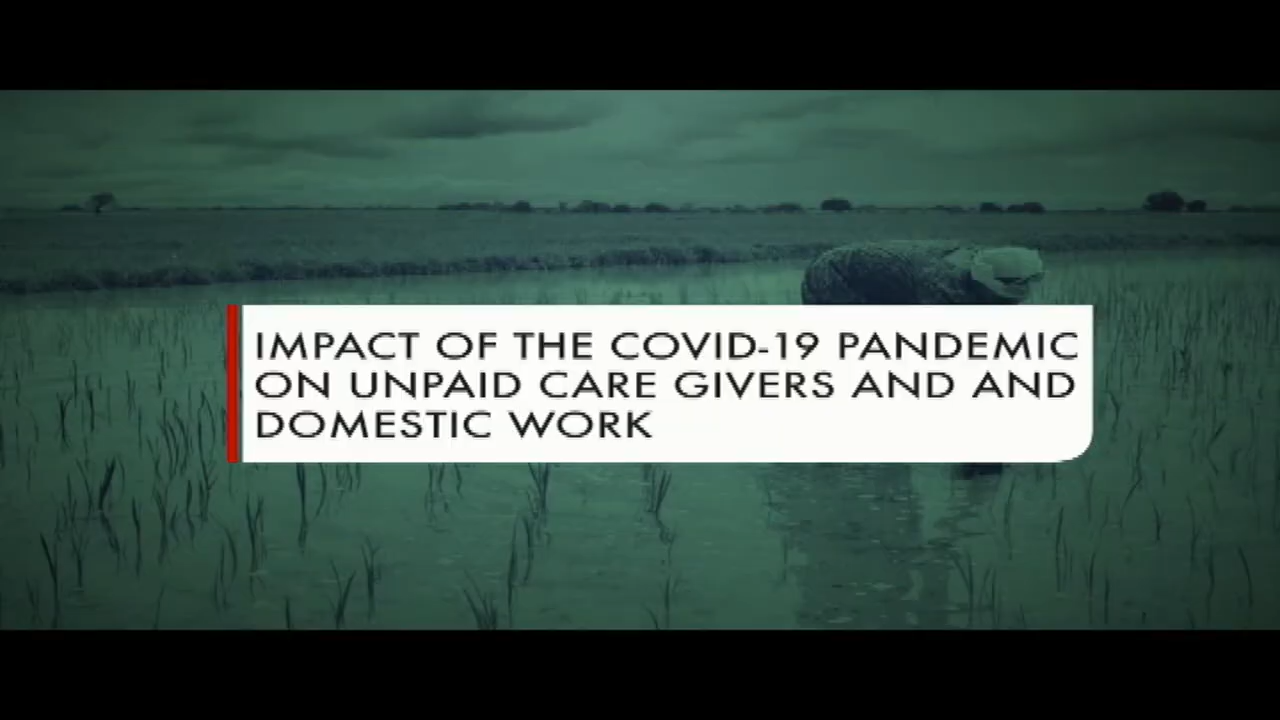 IMPACT OF THE COVID-19 PANDEMIC
ON UNPAID CARE GIVERS AND AND
DOMESTIC WORK